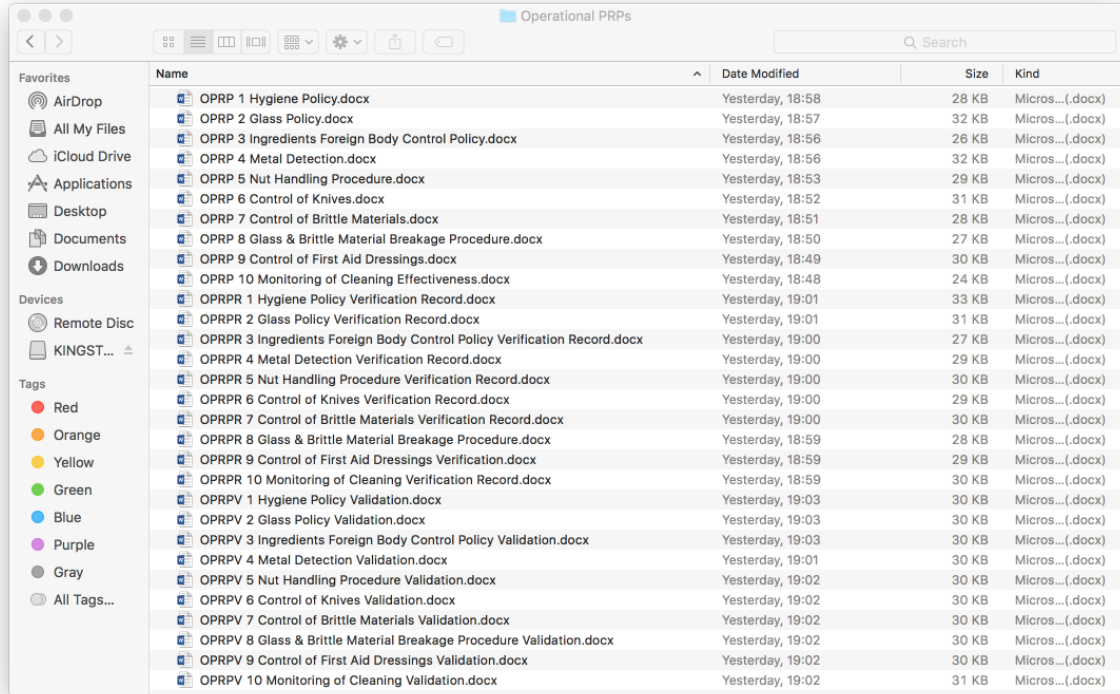 Operational PRPs
Search
Favorites
AirDrop
All My Files
iCloud Drive
Applications
Desktop
Documents
Downloads
Devices
Remote Disc
KINGST...
Tags
Red
Orange
Yellow
Green
Blue
Purple
Gray
All Tags...
Name Date Modified Size Kind
OPRP 1 Hygiene Policy.docx Yesterday, 18:58 28 KB Micros...(.docx)
OPRP 2 Glass Policy.docx Yesterday, 18:57 32 KB Micros...(.docx)
OPRP 3 Ingredients Foreign Body Control Policy.docx Yesterday, 18:56 26 KB Micros...(.docx)
OPRP 4 Metal Detection.docx Yesterday, 18:56 32 KB Micros...(.docx)
OPRP 5 Nut Handling Procedure.docx Yesterday, 18:53 29 KB Micros...(.docx)
OPRP 6 Control of Knives.docx Yesterday, 18:52 31 KB Micros...(.docx)
OPRP 7 Control of Brittle Materials.docx Yesterday, 18:51 28 KB Micros...(.docx)
OPRP 8 Glass & Brittle Material Breakage Procedure.docx Yesterday, 18:50 27 KB Micros...(.docx)
OPRP 9 Control of First Aid Dressings.docx Yesterday, 18:49 30 KB Micros...(.docx)
OPRP 10 Monitoring of Cleaning Effectiveness.docx Yesterday, 18:48 24 KB Micros...(.docx)
OPRPR 1 Hygiene Policy Verification Record.docx Yesterday, 19:01 33 KB Micros...(.docx)
OPRPR 2 Glass Policy Verification Record.docx Yesterday, 19:01 31 KB Micros...(.docx)
OPRPR 3 Ingredients Foreign Body Control Policy Verification Record.docx Yesterday, 19:00 27 KB Micros...(.docx)
OPRPR 4 Metal Detection Verification Record.docx Yesterday, 19:00 29 KB Micros...(.docx)
OPRPR 5 Nut Handling Procedure Verification Record.docx Yesterday, 19:00 30 KB Micros...(.docx)
OPRPR 6 Control of Knives Verification Record.docx Yesterday, 19:00 29 KB Micros...(.docx)
OPRPR 7 Control of Brittle Materials Verification Record.docx Yesterday, 19:00 30 KB Micros...(.docx)
OPRPR 8 Glass & Brittle Material Breakage Procedure.docx Yesterday, 18:59 28 KB Micros...(.docx)
OPRPR 9 Control of First Aid Dressings Verification.docx Yesterday, 18:59 29 KB Micros...(.docx)
OPRPR 10 Monitoring of Cleaning Verification Record.docx Yesterday, 18:59 30 KB Micros...(.docx)
OPRPV 1 Hygiene Policy Validation.docx Yesterday, 19:03 30 KB Micros...(.docx)
OPRPV 2 Glass Policy Validation.docx Yesterday, 19:03 30 KB Micros...(.docx)
OPRPV 3 Ingredients Foreign Body Control Policy Validation.docx Yesterday, 19:03 30 KB Micros...(.docx)
OPRPV 4 Metal Detection Validation.docx Yesterday, 19:01 30 KB Micros...(.docx)
OPRPV 5 Nut Handling Procedure Validation.docx Yesterday, 19:02 30 KB Micros...(.docx)
OPRPV 6 Control of Knives Validation.docx Yesterday, 19:02 30 KB Micros...(.docx)
OPRPV 7 Control of Brittle Materials Validation.docx Yesterday, 19:02 30 KB Micros...(.docx)
OPRPV 8 Glass & Brittle Material Breakage Procedure Validation.docx Yesterday, 19:02 30 KB Micros...(.docx)
OPRPV 9 Control of First Aid Dressings Validation.docx Yesterday, 19:02 30 KB Micros...(.docx)
OPRPV 10 Monitoring of Cleaning Validation.docx Yesterday, 19:02 31 KB Micros...(.docx)